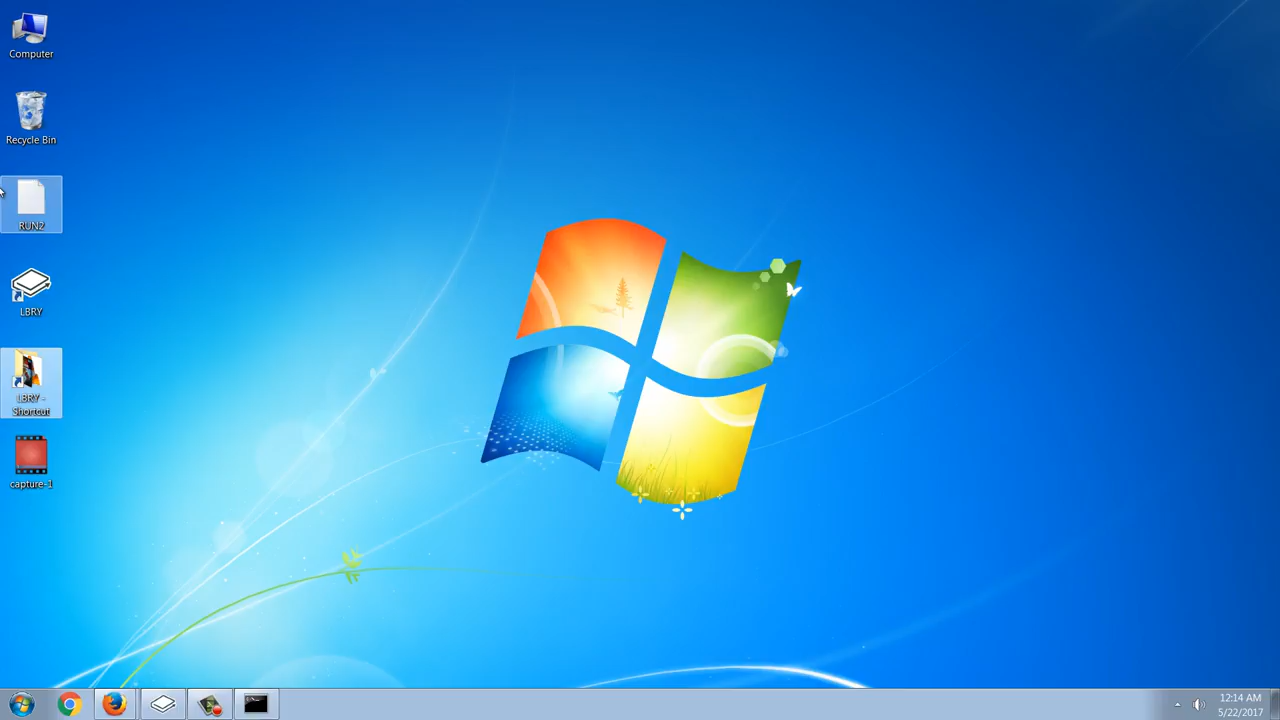 Computer
Recycle Bin
RUN2
LBRY
LBRY -
Shortcut
capture-1
12:14 AM
5/22/2017